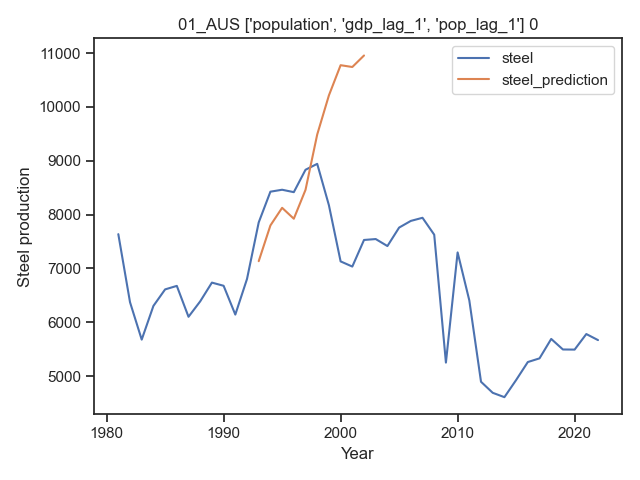 01_AUS ['population', 'gdp_lag_1', 'pop_lag_1'] 0
steel
steel_prediction
11000
10000
9000
8000
7000
6000
5000
Steel production
1980
1990
2000
2010
2020
Year